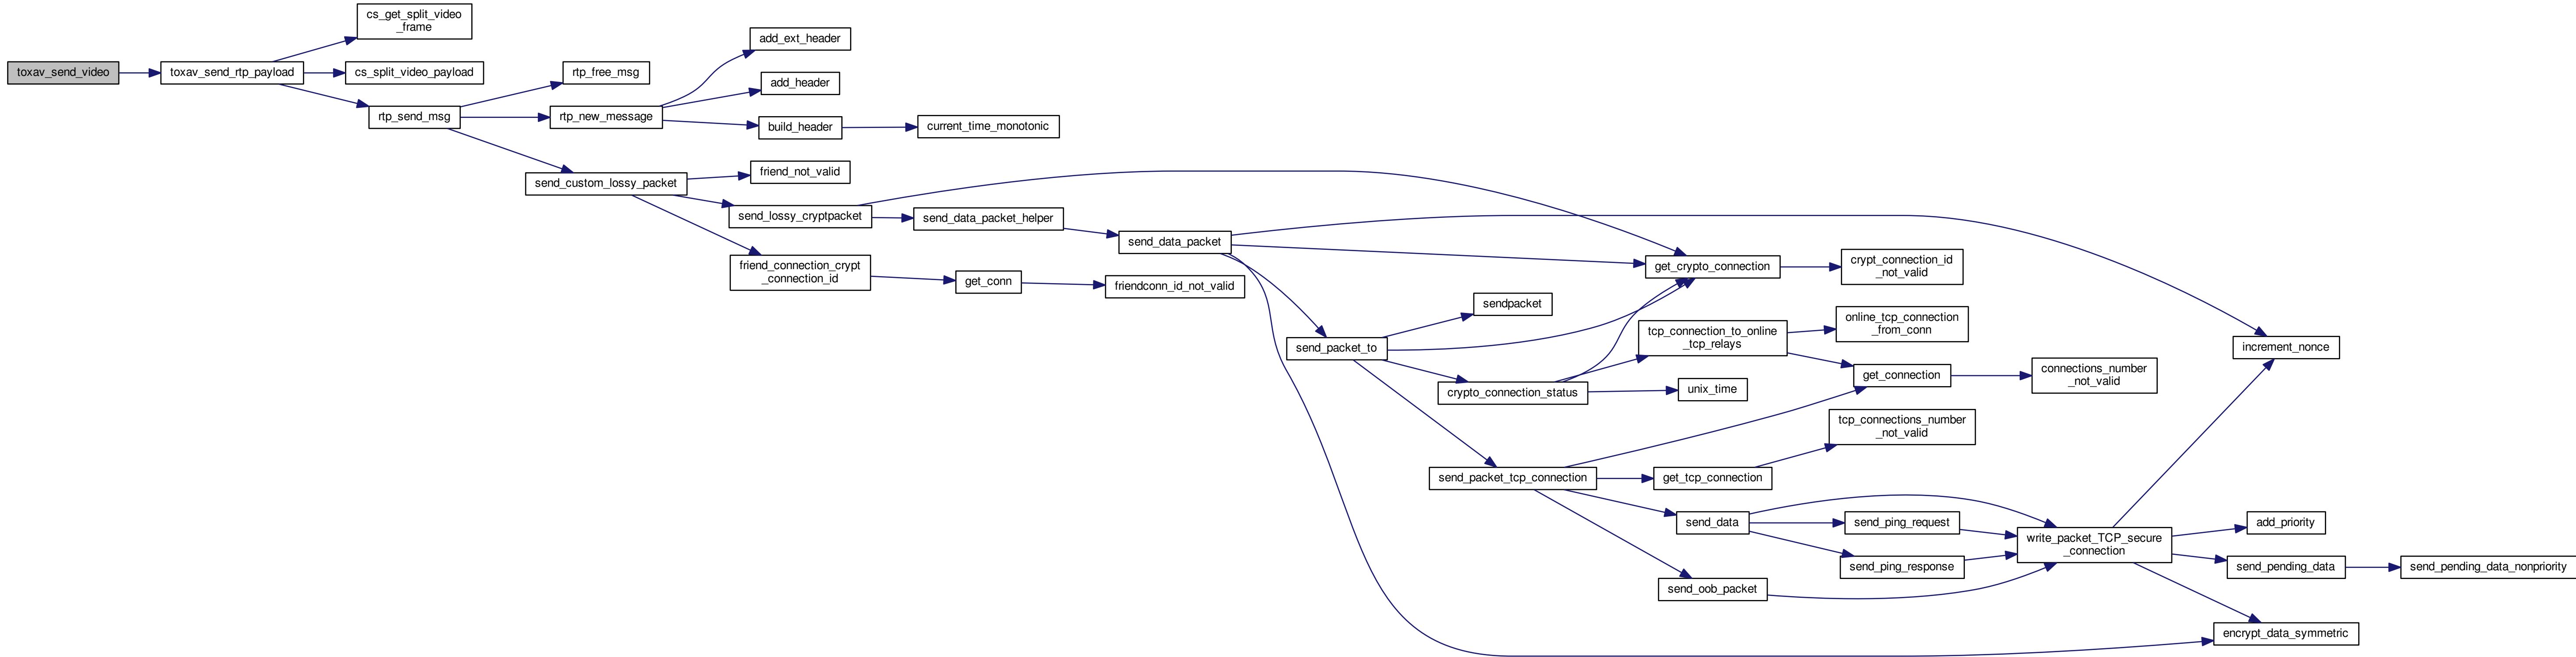 cs_get_split_video
_frame
toxav_send_video
toxav_send_rtp_payload
cs_split_video_payload
rtp_send_msg
rtp_free_msg
rtp_new_message
add_ext_header
add_header
build_header
current_time_monotonic
send_custom_lossy_packet
friend_not_valid
send_lossy_cryptpacket
friend_connection_crypt
_connection_id
send_data_packet_helper
get_conn
friendconn_id_not_valid
send_data_packet
send_packet_to
sendpacket
crypto_connection_status
get_crypto_connection
crypt_connection_id
_not_valid
tcp_connection_to_online
_tcp_relays
online_tcp_connection
_from_conn
unix_time
get_connection
connections_number
_not_valid
tcp_connections_number
_not_valid
send_packet_tcp_connection
get_tcp_connection
send_data
send_oob_packet
send_ping_request
send_ping_response
write_packet_TCP_secure
_connection
increment_nonce
add_priority
send_pending_data
send_pending_data_nonpriority
encrypt_data_symmetric